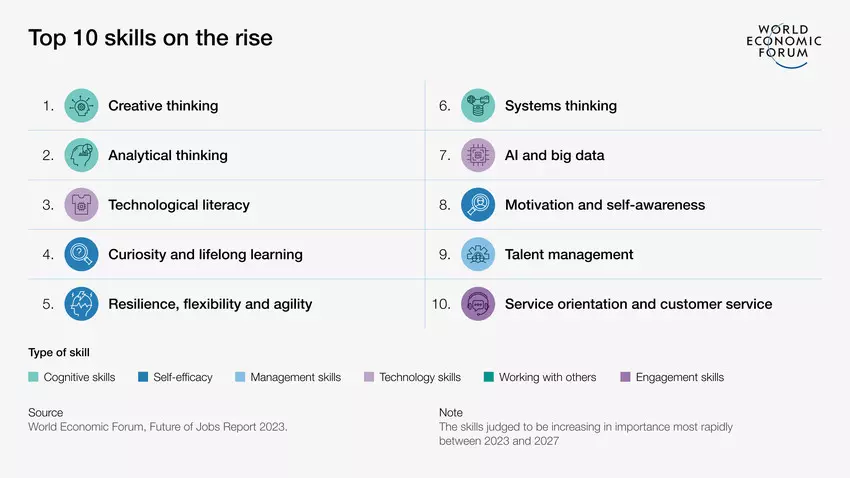 Top 10 skills on the rise
WORLD
ECONOMIC
FORUM
1. Creative thinking
2. Analytical thinking
3. Technological literacy
4. Curiosity and lifelong learning
5. Resilience, flexibility and agility
6. Systems thinking
7. AI and big data
8. Motivation and self-awareness
9. Talent management
10. Service orientation and customer service
Type of skill
Cognitive skills
Self-efficacy
Management skills
Technology skills
Working with others
Engagement skills
Source
World Economic Forum, Future of Jobs Report 2023.
Note
The skills judged to be increasing in importance most rapidly
between 2023 and 2027